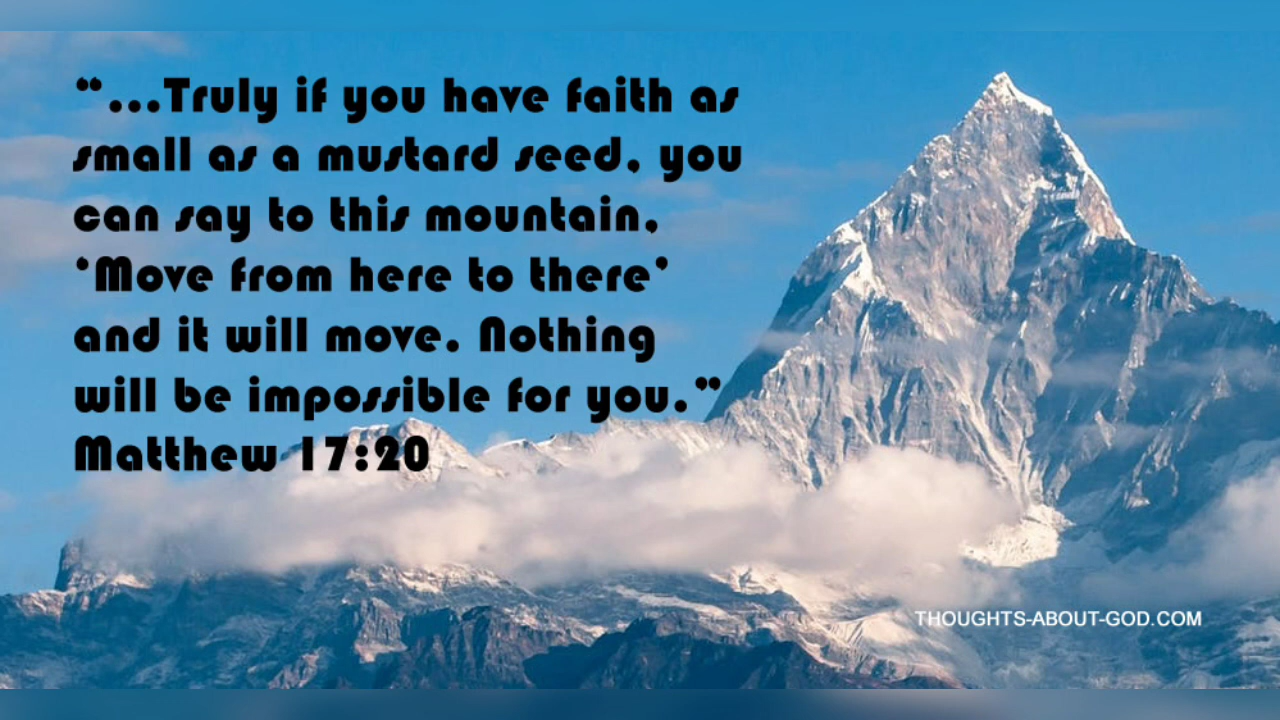 “...Truly if you have faith as
small as a mustard seed, you
can say to this mountain,
‘Move from here to there’
and it will move. Nothing
will be impossible for you.”
Matthew 17:20
THOUGHTS-ABOUT-GOD.COM